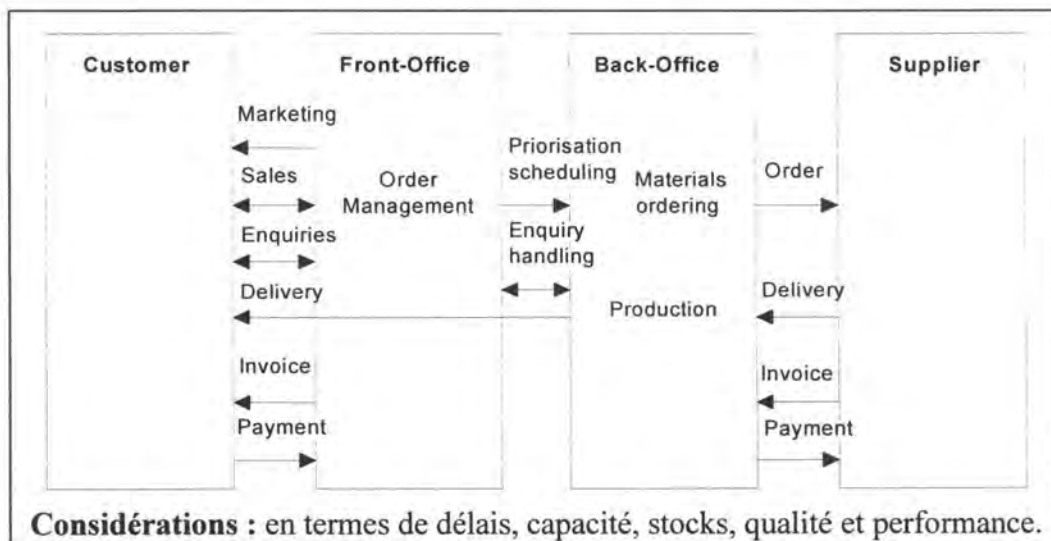 Customer Front-Office Back-Office Supplier
Marketing
Priorisation
scheduling
Sales
Order
Management
Materials
ordering
Order
Enquiries
Enquiry
handling
Delivery
Production
Delivery
Invoice
Invoice
Payment
Payment
Considérations : en termes de délais, capacité, stocks, qualité et performance.